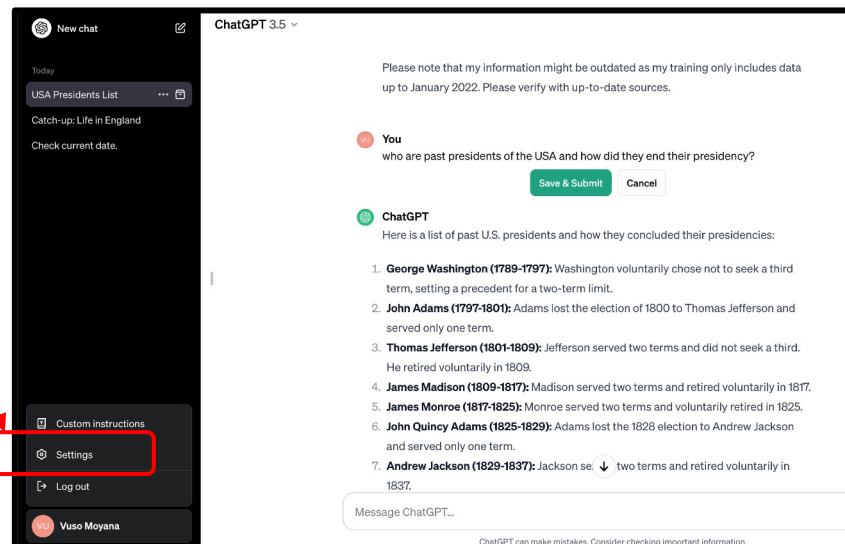 New chat
ChatGPT 3.5
Today
USA Presidents List
Catch-up: Life in England
Check current date.
Please note that my information might be outdated as my training only includes data
up to January 2022. Please verify with up-to-date sources.
VU You
who are past presidents of the USA and how did they end their presidency?
Save & Submit Cancel
ChatGPT
Here is a list of past U.S. presidents and how they concluded their presidencies:
1. George Washington (1789-1797): Washington voluntarily chose not to seek a third
term, setting a precedent for a two-term limit.
2. John Adams (1797-1801): Adams lost the election of 1800 to Thomas Jefferson and
served only one term.
3. Thomas Jefferson (1801-1809): Jefferson served two terms and did not seek a third.
He retired voluntarily in 1809.
4. James Madison (1809-1817): Madison served two terms and retired voluntarily in 1817.
5. James Monroe (1817-1825): Monroe served two terms and voluntarily retired in 1825.
6. John Quincy Adams (1825-1829): Adams lost the 1828 election to Andrew Jackson
and served only one term.
7. Andrew Jackson (1829-1837): Jackson se two terms and retired voluntarily in
1837.
Custom instructions
Settings
Log out
VU Vuso Moyana
Message ChatGPT...
ChatGPT can make mistakes. Consider checking important information.